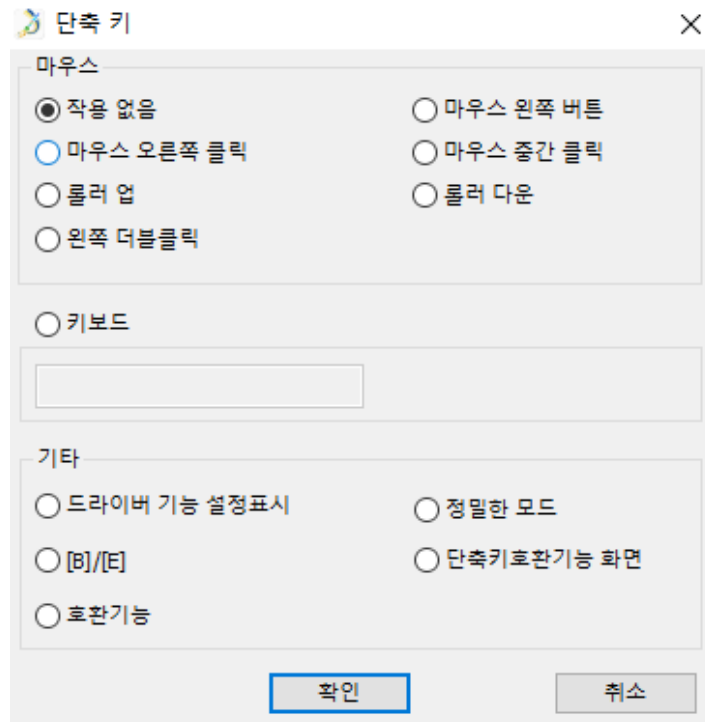 단축 키
마우스
작용 없음
마우스 왼쪽 버튼
마우스 오른쪽 클릭
마우스 중간 클릭
롤러 업
롤러 다운
왼쪽 더블클릭
키보드
기타
드라이버 기능 설정표시
정밀한 모드
[B]/[E]
단축키호환기능 화면
호환기능
확인
취소